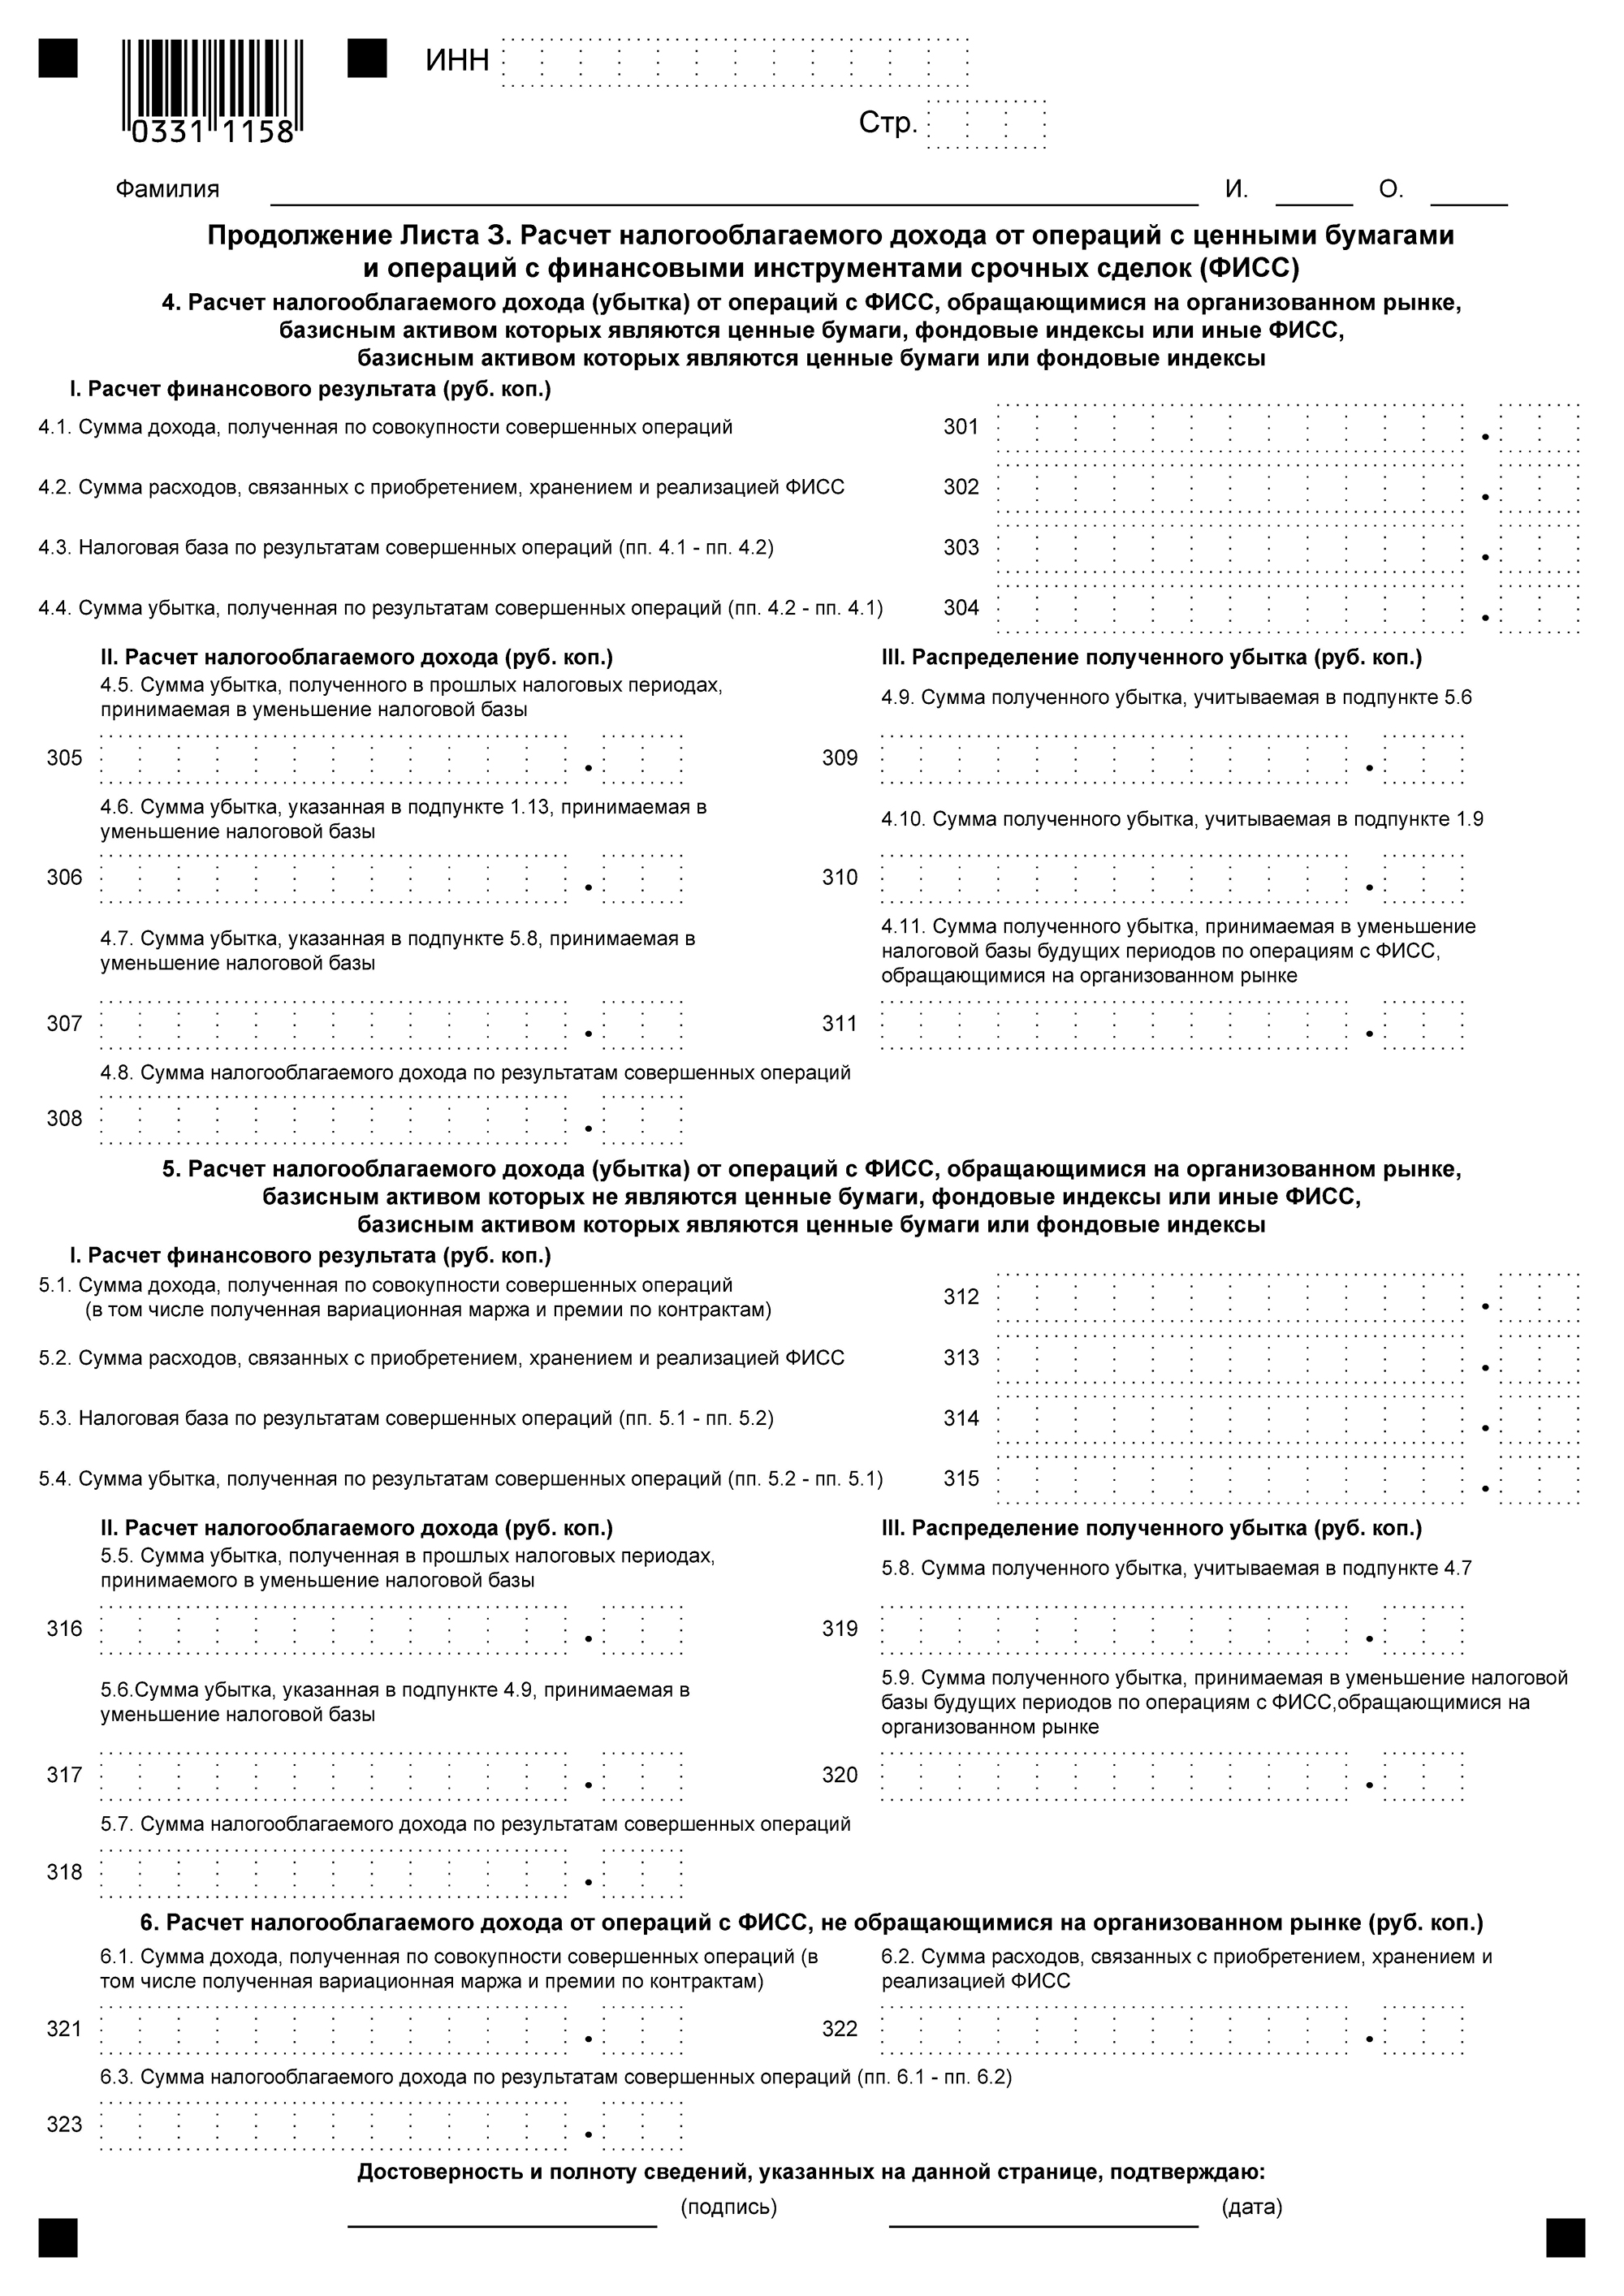 ИНН
0331 1158
Стр.
Фамилия И. О.
Продолжение Листа З. Расчет налогооблагаемого дохода от операций с ценными бумагами
и операций с финансовыми инструментами срочных сделок (ФИСС)
4. Расчет налогооблагаемого дохода (убытка) от операций с ФИСС, обращающимися на организованном рынке,
базисным активом которых являются ценные бумаги, фондовые индексы или иные ФИСС,
базисным активом которых являются ценные бумаги или фондовые индексы
I. Расчет финансового результата (руб. коп.)
4.1. Сумма дохода, полученная по совокупности совершенных операций 301
4.2. Сумма расходов, связанных с приобретением, хранением и реализацией ФИСС 302
4.3. Налоговая база по результатам совершенных операций (пп. 4.1 - пп. 4.2) 303
4.4. Сумма убытка, полученная по результатам совершенных операций (пп. 4.2 - пп. 4.1) 304
II. Расчет налогооблагаемого дохода (руб. коп.)
4.5. Сумма убытка, полученного в прошлых налоговых периодах,
принимаемая в уменьшение налоговой базы
305
4.6. Сумма убытка, указанная в подпункте 1.13, принимаемая в
уменьшение налоговой базы
306
4.7. Сумма убытка, указанная в подпункте 5.8, принимаемая в
уменьшение налоговой базы
307
4.8. Сумма налогооблагаемого дохода по результатам совершенных операций
308
III. Распределение полученного убытка (руб. коп.)
4.9. Сумма полученного убытка, учитываемая в подпункте 5.6
309
4.10. Сумма полученного убытка, учитываемая в подпункте 1.9
310
4.11. Сумма полученного убытка, принимаемая в уменьшение
налоговой базы будущих периодов по операциям с ФИСС,
обращающимися на организованном рынке
311
5. Расчет налогооблагаемого дохода (убытка) от операций с ФИСС, обращающимися на организованном рынке,
базисным активом которых не являются ценные бумаги, фондовые индексы или иные ФИСС,
базисным активом которых являются ценные бумаги или фондовые индексы
I. Расчет финансового результата (руб. коп.)
5.1. Сумма дохода, полученная по совокупности совершенных операций
(в том числе полученная вариационная маржа и премии по контрактам) 312
5.2. Сумма расходов, связанных с приобретением, хранением и реализацией ФИСС 313
5.3. Налоговая база по результатам совершенных операций (пп. 5.1 - пп. 5.2) 314
5.4. Сумма убытка, полученная по результатам совершенных операций (пп. 5.2 - пп. 5.1) 315
II. Расчет налогооблагаемого дохода (руб. коп.)
5.5. Сумма убытка, полученная в прошлых налоговых периодах,
принимаемого в уменьшение налоговой базы
316
5.6.Сумма убытка, указанная в подпункте 4.9, принимаемая в
уменьшение налоговой базы
317
5.7. Сумма налогооблагаемого дохода по результатам совершенных операций
318
III. Распределение полученного убытка (руб. коп.)
5.8. Сумма полученного убытка, учитываемая в подпункте 4.7
319
5.9. Сумма полученного убытка, принимаемая в уменьшение налоговой
базы будущих периодов по операциям с ФИСС,обращающимися на
организованном рынке
320
6. Расчет налогооблагаемого дохода от операций с ФИСС, не обращающимися на организованном рынке (руб. коп.)
6.1. Сумма дохода, полученная по совокупности совершенных операций (в
том числе полученная вариационная маржа и премии по контрактам)
321
6.2. Сумма расходов, связанных с приобретением, хранением и
реализацией ФИСС
322
6.3. Сумма налогооблагаемого дохода по результатам совершенных операций (пп. 6.1 - пп. 6.2)
323
Достоверность и полноту сведений, указанных на данной странице, подтверждаю:
(подпись) (дата)